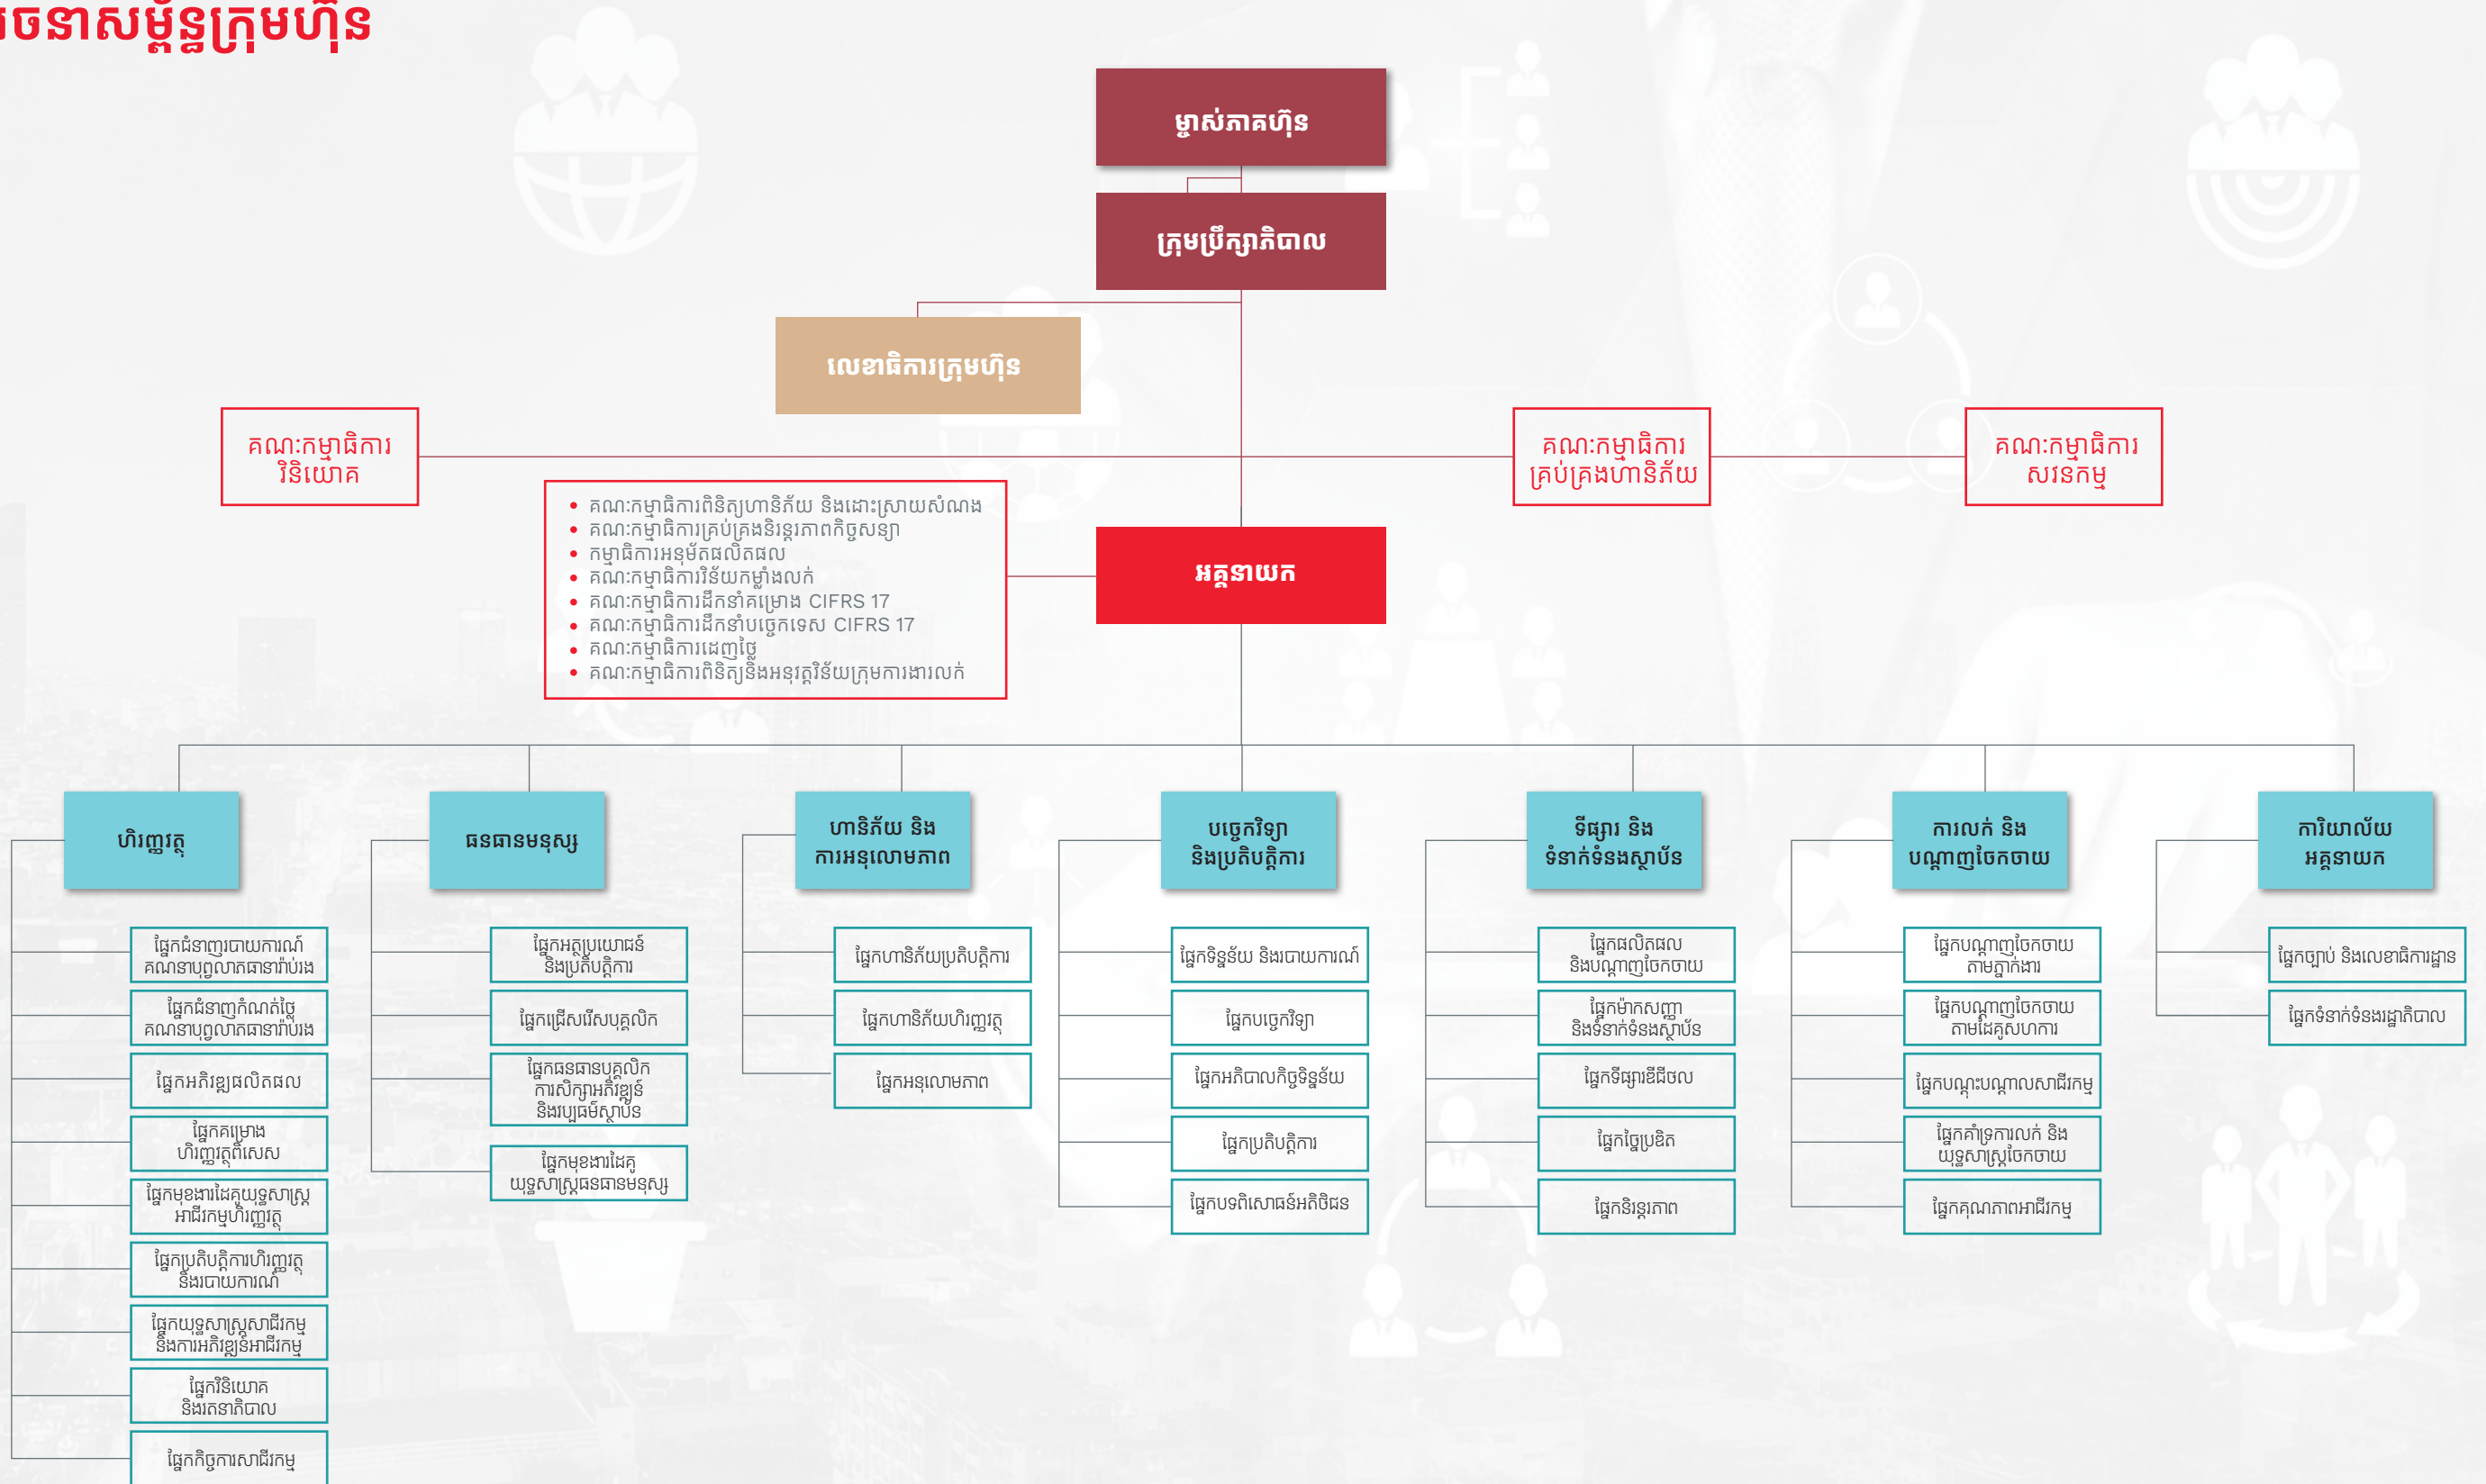 រចនាសម្ព័ន្ធក្រុមហ៊ុន
ម្ចាស់ភាគហ៊ុន
ក្រុមប្រឹក្សាភិបាល
លេខាធិការក្រុមហ៊ុន
គណៈកម្មាធិការ
វិនិយោគ
គណៈកម្មាធិការ
គ្រប់គ្រងហានិភ័យ
គណៈកម្មាធិការ
សវនកម្ម
• គណៈកម្មាធិការពិនិត្យហានិភ័យ និងដោះស្រាយសំណង
• គណៈកម្មាធិការគ្រប់គ្រងនិរន្តរភាពកិច្ចសន្យា
• កម្មាធិការអនុម័តផលិតផល
• គណៈកម្មាធិការវិន័យកម្លាំងលក់
• គណៈកម្មាធិការដឹកនាំគម្រោង CIFRS 17
• គណៈកម្មាធិការដឹកនាំបច្ចេកទេស CIFRS 17
• គណៈកម្មាធិការដេញថ្លៃ
• គណៈកម្មាធិការពិនិត្យនិងអនុវត្តវិន័យក្រុមការងារលក់
អគ្គនាយក
ហិរញ្ញវត្ថុ
ផ្នែកជំនាញរបាយការណ៍
គណនាបុព្វលាភធានារ៉ាប់រង
ផ្នែកជំនាញកំណត់ថ្លៃ
គណនាបុព្វលាភធានារ៉ាប់រង
ផ្នែកអភិវឌ្ឍផលិតផល
ផ្នែកគម្រោង
ហិរញ្ញវត្ថុពិសេស
ផ្នែកមុខងារដៃគូយុទ្ធសាស្ត្រ
អាជីវកម្មហិរញ្ញវត្ថុ
ផ្នែកប្រតិបត្តិការហិរញ្ញវត្ថុ
និងរបាយការណ៍
ផ្នែកយុទ្ធសាស្ត្រសាជីវកម្ម
និងការអភិវឌ្ឍន៍អាជីវកម្ម
ផ្នែកវិនិយោគ
និងរតនាភិបាល
ផ្នែកកិច្ចការសាជីវកម្ម
ធនធានមនុស្ស
ផ្នែកអត្ថប្រយោជន៍
និងប្រតិបត្តិការ
ផ្នែកជ្រើសរើសបុគ្គលិក
ផ្នែកធនធានបុគ្គលិក
ការសិក្សាអភិវឌ្ឍន៍
និងវប្បធម៌ស្ថាប័ន
ផ្នែកមុខងារដៃគូ
យុទ្ធសាស្ត្រធនធានមនុស្ស
ហានិភ័យ និង
ការអនុលោមភាព
ផ្នែកហានិភ័យប្រតិបត្តិការ
ផ្នែកហានិភ័យហិរញ្ញវត្ថុ
ផ្នែកអនុលោមភាព
បច្ចេកវិទ្យា
និងប្រតិបត្តិការ
ផ្នែកទិន្នន័យ និងរបាយការណ៍
ផ្នែកបច្ចេកវិទ្យា
ផ្នែកអភិបាលកិច្ចទិន្នន័យ
ផ្នែកប្រតិបត្តិការ
ផ្នែកបទពិសោធន៍អតិថិជន
ទីផ្សារ និង
ទំនាក់ទំនងស្ថាប័ន
ផ្នែកផលិតផល
និងបណ្តាញចែកចាយ
ផ្នែកម៉ាកសញ្ញា
និងទំនាក់ទំនងស្ថាប័ន
ផ្នែកទីផ្សារឌីជីថល
ផ្នែកច្នៃប្រឌិត
ផ្នែកនិរន្តរភាព
ការលក់ និង
បណ្តាញចែកចាយ
ផ្នែកបណ្តាញចែកចាយ
តាមភ្នាក់ងារ
ផ្នែកបណ្តាញចែកចាយ
តាមដៃគូសហការ
ផ្នែកបណ្តុះបណ្តាលសាជីវកម្ម
ផ្នែកគាំទ្រការលក់ និង
យុទ្ធសាស្ត្រចែកចាយ
ផ្នែកគុណភាពអាជីវកម្ម
ការិយាល័យ
អគ្គនាយក
ផ្នែកច្បាប់ និងលេខាធិការដ្ឋាន
ផ្នែកទំនាក់ទំនងរដ្ឋាភិបាល